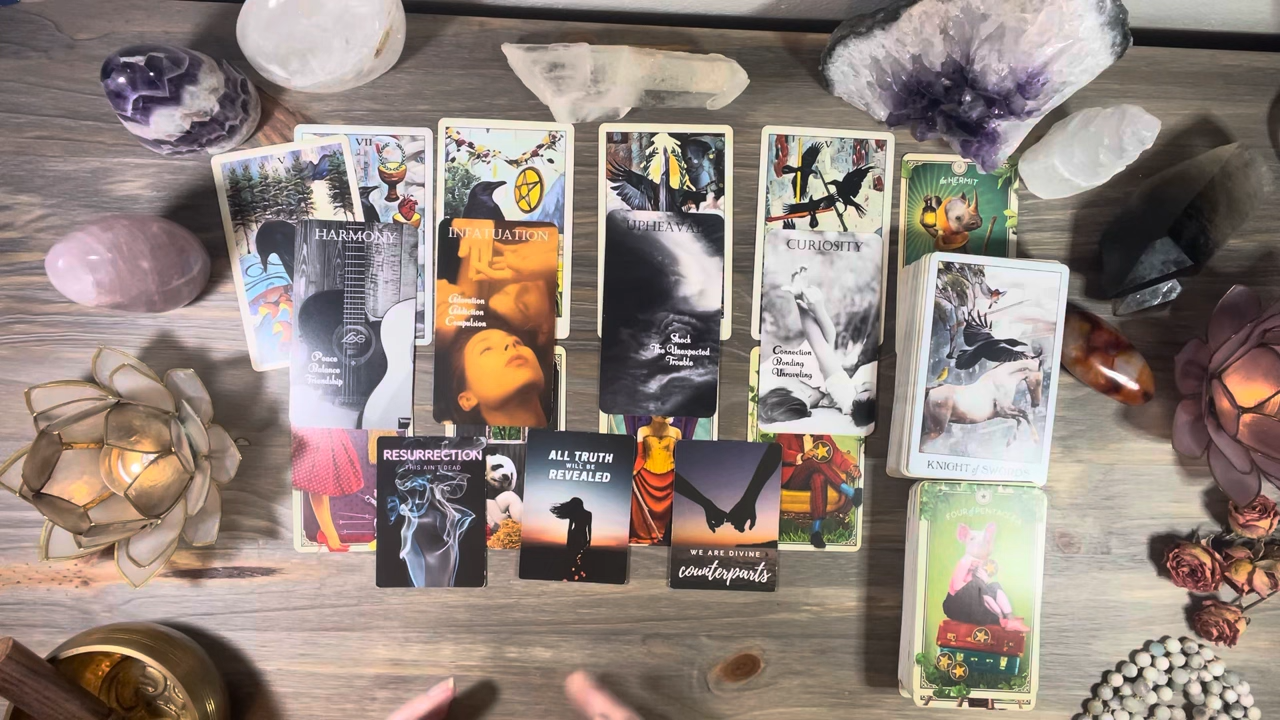 V
VII
V
the HERMIT
HARMONY
Peace
Balance
Friendship
INFATUATION
Adoration
Addiction
Compulsion
UPHEAVAL
Shock
The Unexpected
Trouble
CURIOSITY
Connection
Bonding
Unraveling
KNIGHT of SWORDS
RESURRECTION
THIS AIN'T DEAD
ALL TRUTH
WILL BE
REVEALED
WE ARE DIVINE
counterparts
FOUR of PENTACLES